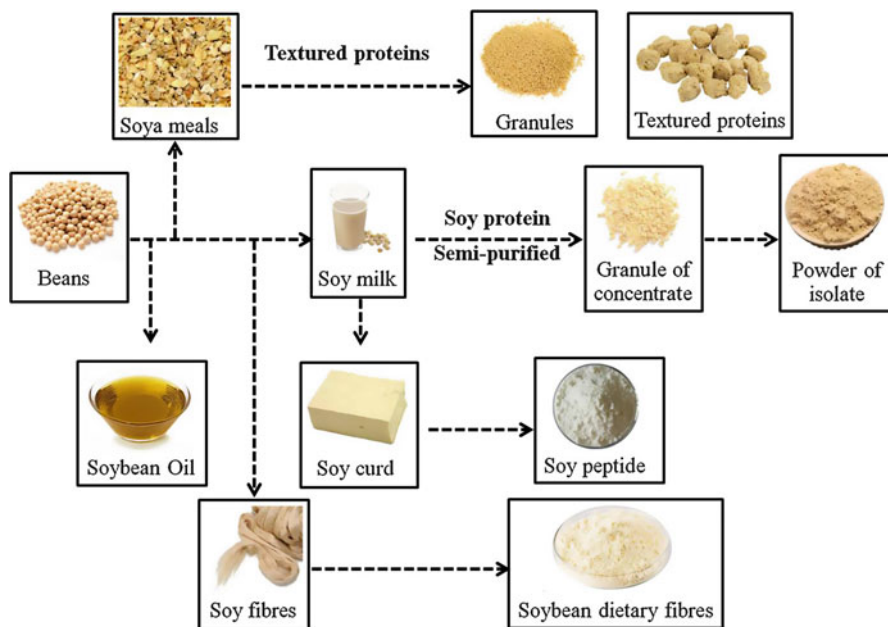 Textured proteins
Soya meals
Granules
Textured proteins
Beans
Soy milk
Soy protein
Semi-purified
Granule of
concentrate
Powder of
isolate
Soybean Oil
Soy curd
Soy peptide
Soy fibres
Soybean dietary fibres